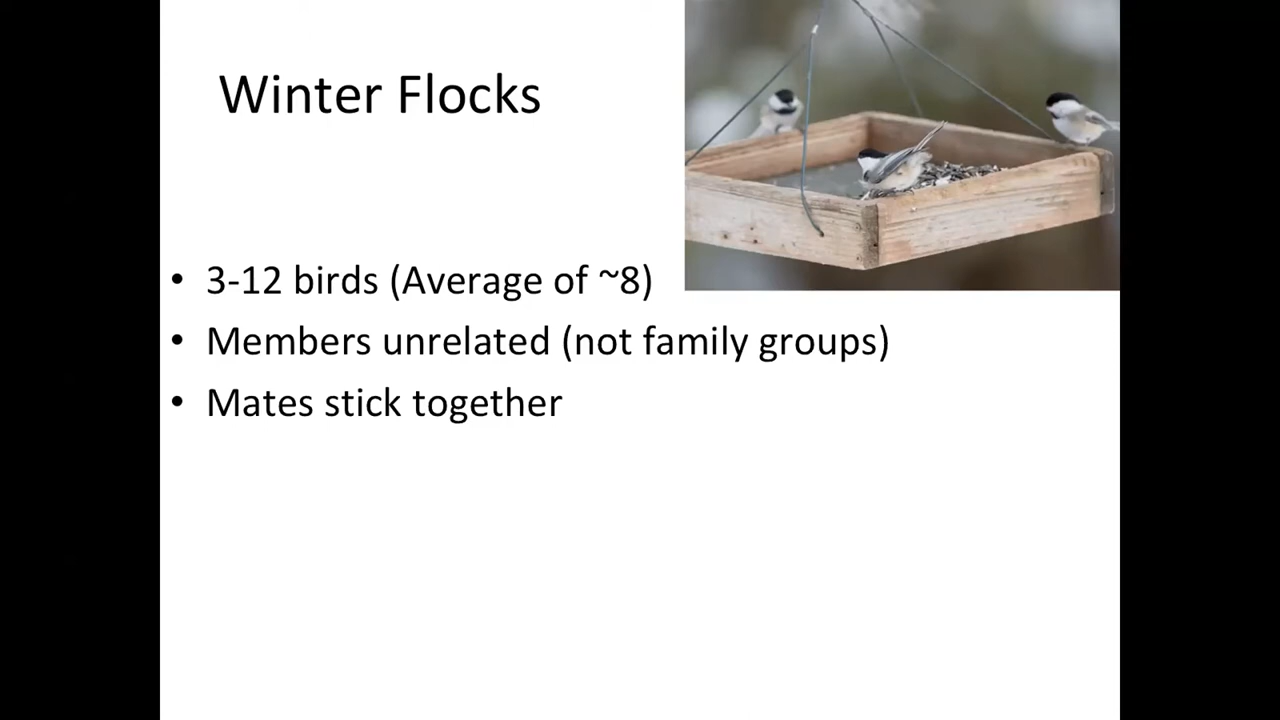 Winter Flocks
• 3-12 birds (Average of ~8)
• Members unrelated (not family groups)
• Mates stick together